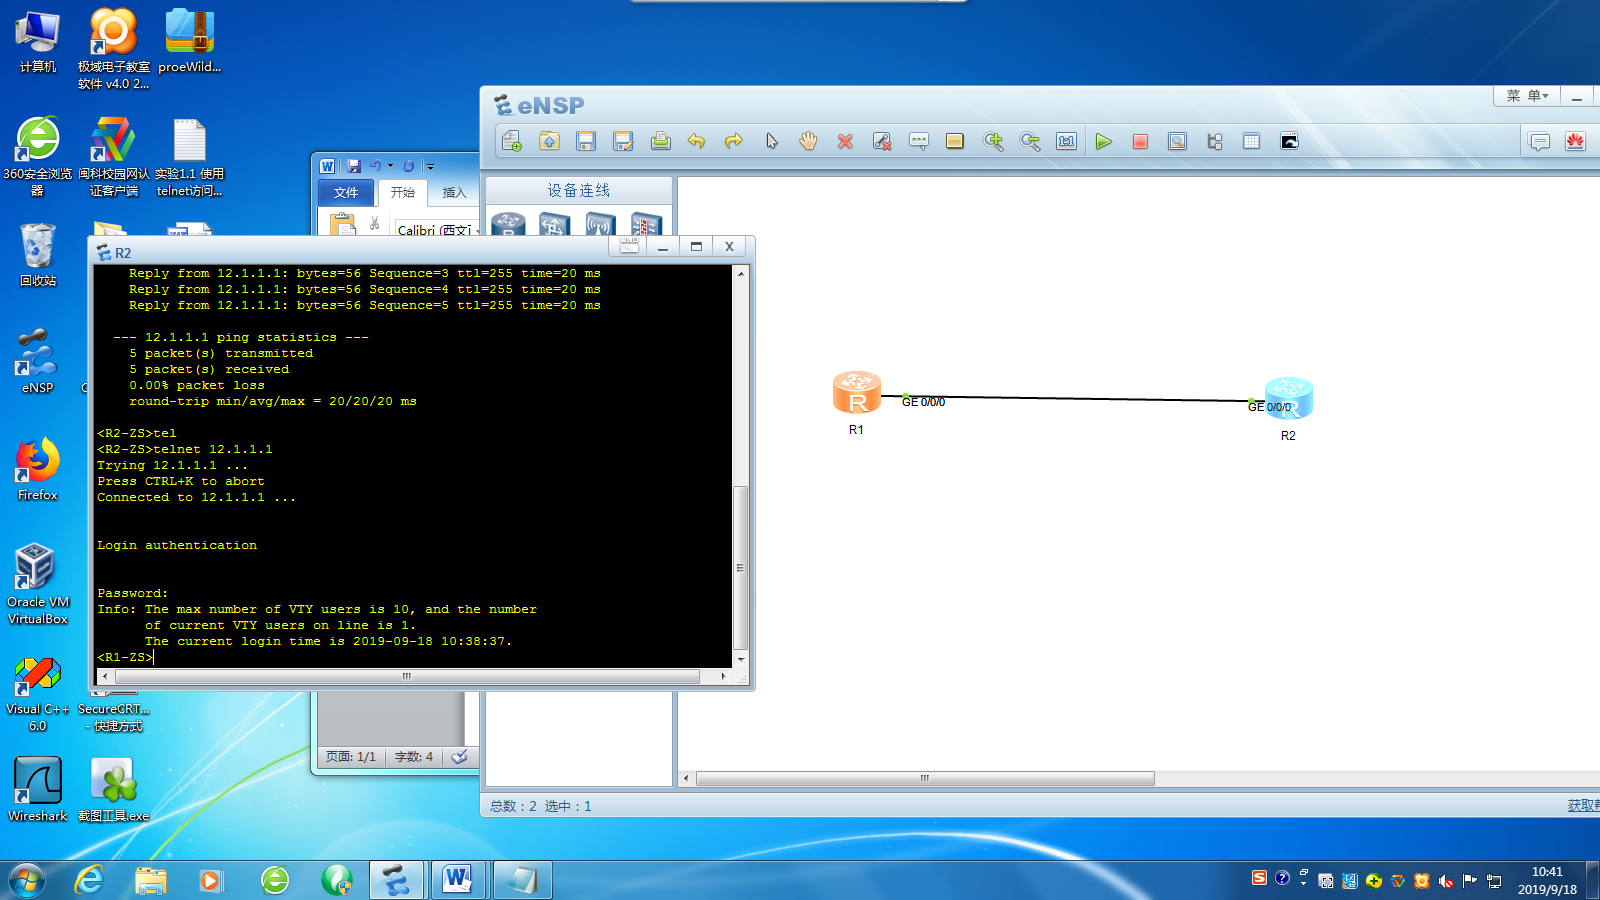 计算机
极域电子教室
软件 v4.0 2...
proeWild...
360安全浏览
器
闽科校园网认
证客户端
实验1.1 使用
telnet访问...
回收站
eNSP
Firefox
Oracle VM
VirtualBox
Visual C++
6.0
SecureCRT...
- 快捷方式
Wireshark
截图工具.exe
文件
开始
插入
Calibri (西文正
页面: 1/1
字数: 4
eNSP
菜 单
设备连线
R1
GE 0/0/0
GE 0/0/0
R2
总数：2 选中：1
获取帮
R2
Reply from 12.1.1.1: bytes=56 Sequence=3 ttl=255 time=20 ms
Reply from 12.1.1.1: bytes=56 Sequence=4 ttl=255 time=20 ms
Reply from 12.1.1.1: bytes=56 Sequence=5 ttl=255 time=20 ms
--- 12.1.1.1 ping statistics ---
5 packet(s) transmitted
5 packet(s) received
0.00% packet loss
round-trip min/avg/max = 20/20/20 ms
<R2-ZS>tel
<R2-ZS>telnet 12.1.1.1
Trying 12.1.1.1 ...
Press CTRL+K to abort
Connected to 12.1.1.1 ...
Login authentication
Password:
Info: The max number of VTY users is 10, and the number
of current VTY users on line is 1.
The current login time is 2019-09-18 10:38:37.
<R1-ZS>
10:41
2019/9/18